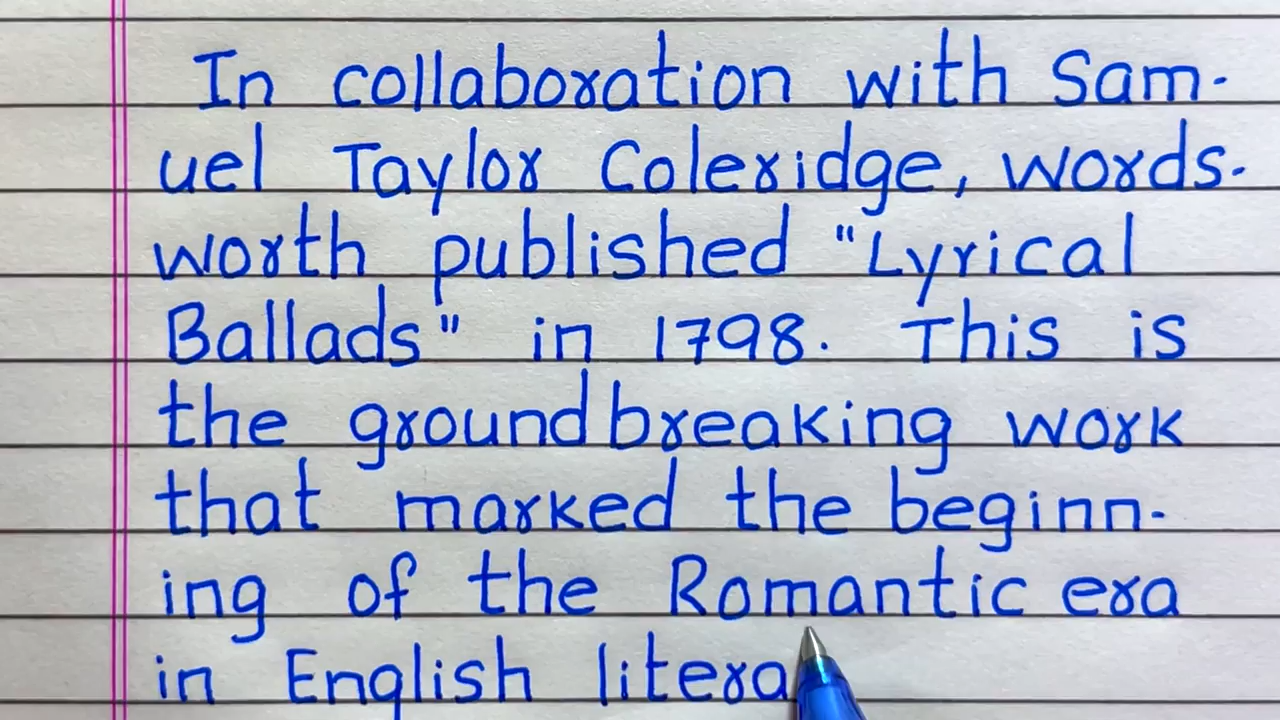 In collaboration with Sam-
uel Taylor Coleridge, words-
worth published "Lyrical
Ballads" in 1798. This is
the groundbreaking work
that marked the beginn-
ing of the Romantic era
in English litera